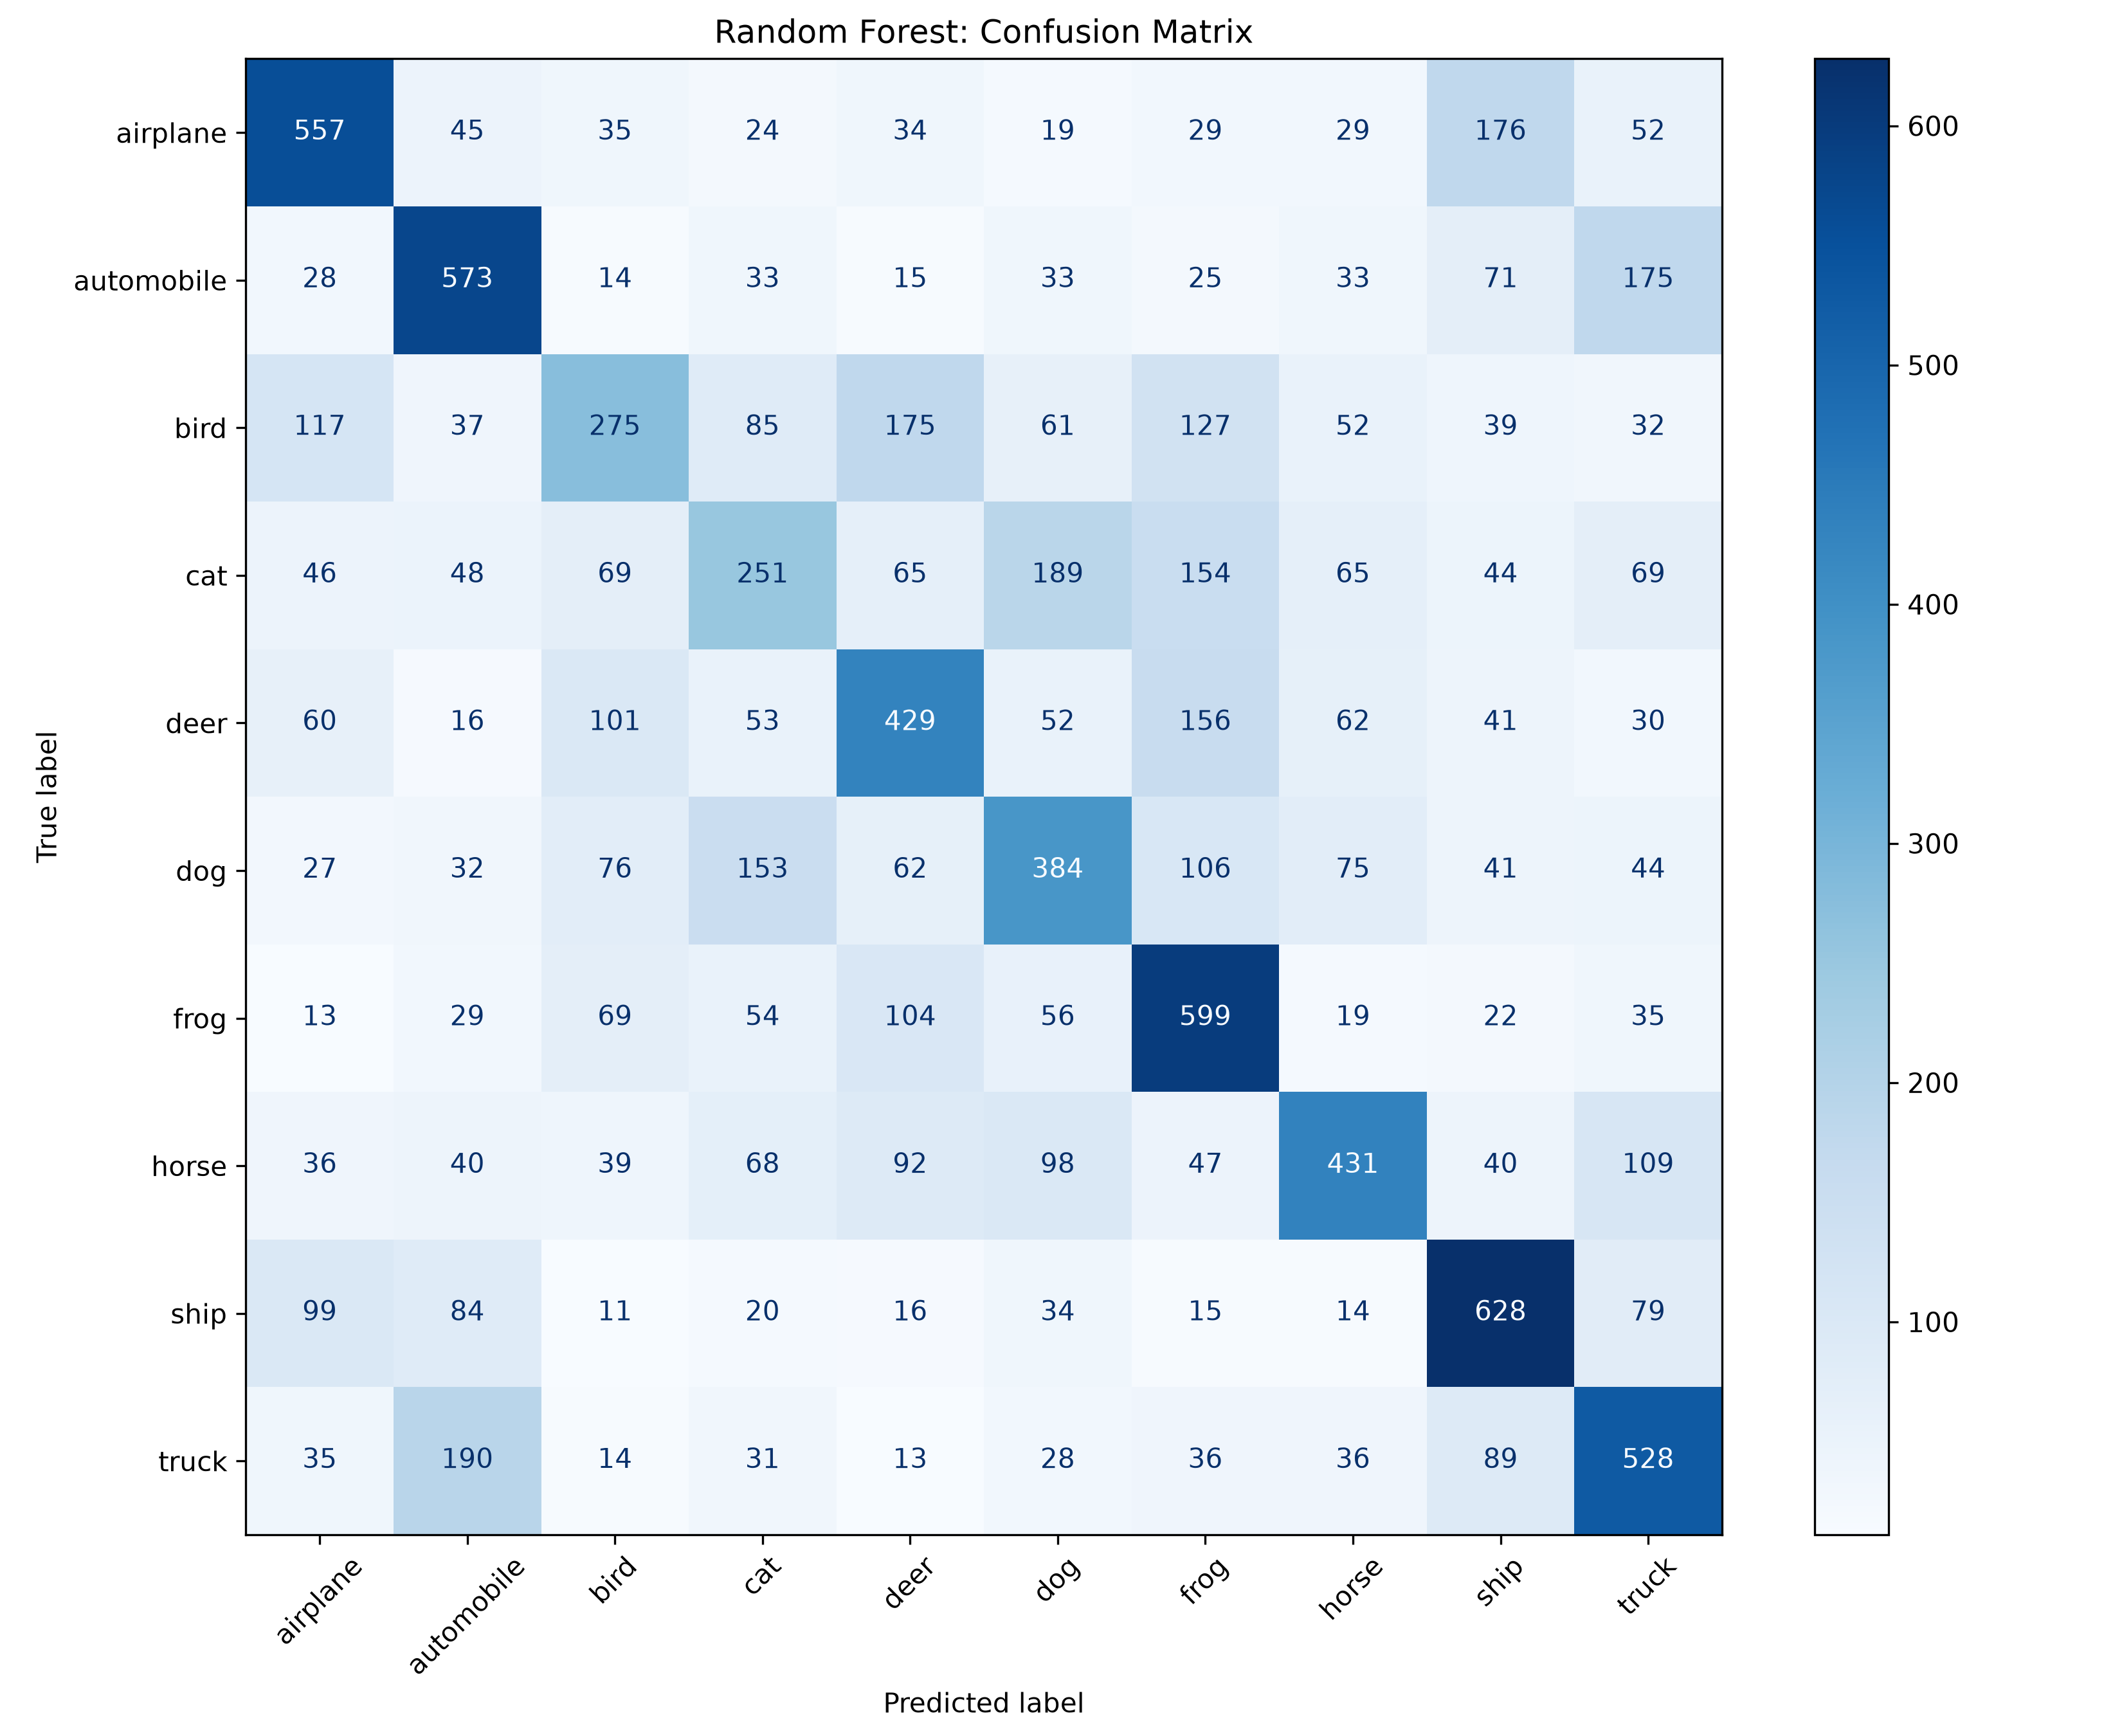 Random Forest: Confusion Matrix
airplane 557 45 35 24 34 19 29 29 176 52
automobile 28 573 14 33 15 33 25 33 71 175
bird 117 37 275 85 175 61 127 52 39 32
cat 46 48 69 251 65 189 154 65 44 69
deer 60 16 101 53 429 52 156 62 41 30
dog 27 32 76 153 62 384 106 75 41 44
frog 13 29 69 54 104 56 599 19 22 35
horse 36 40 39 68 92 98 47 431 40 109
ship 99 84 11 20 16 34 15 14 628 79
truck 35 190 14 31 13 28 36 36 89 528
airplane automobile bird cat deer dog frog horse ship truck
Predicted label
True label
600
500
400
300
200
100